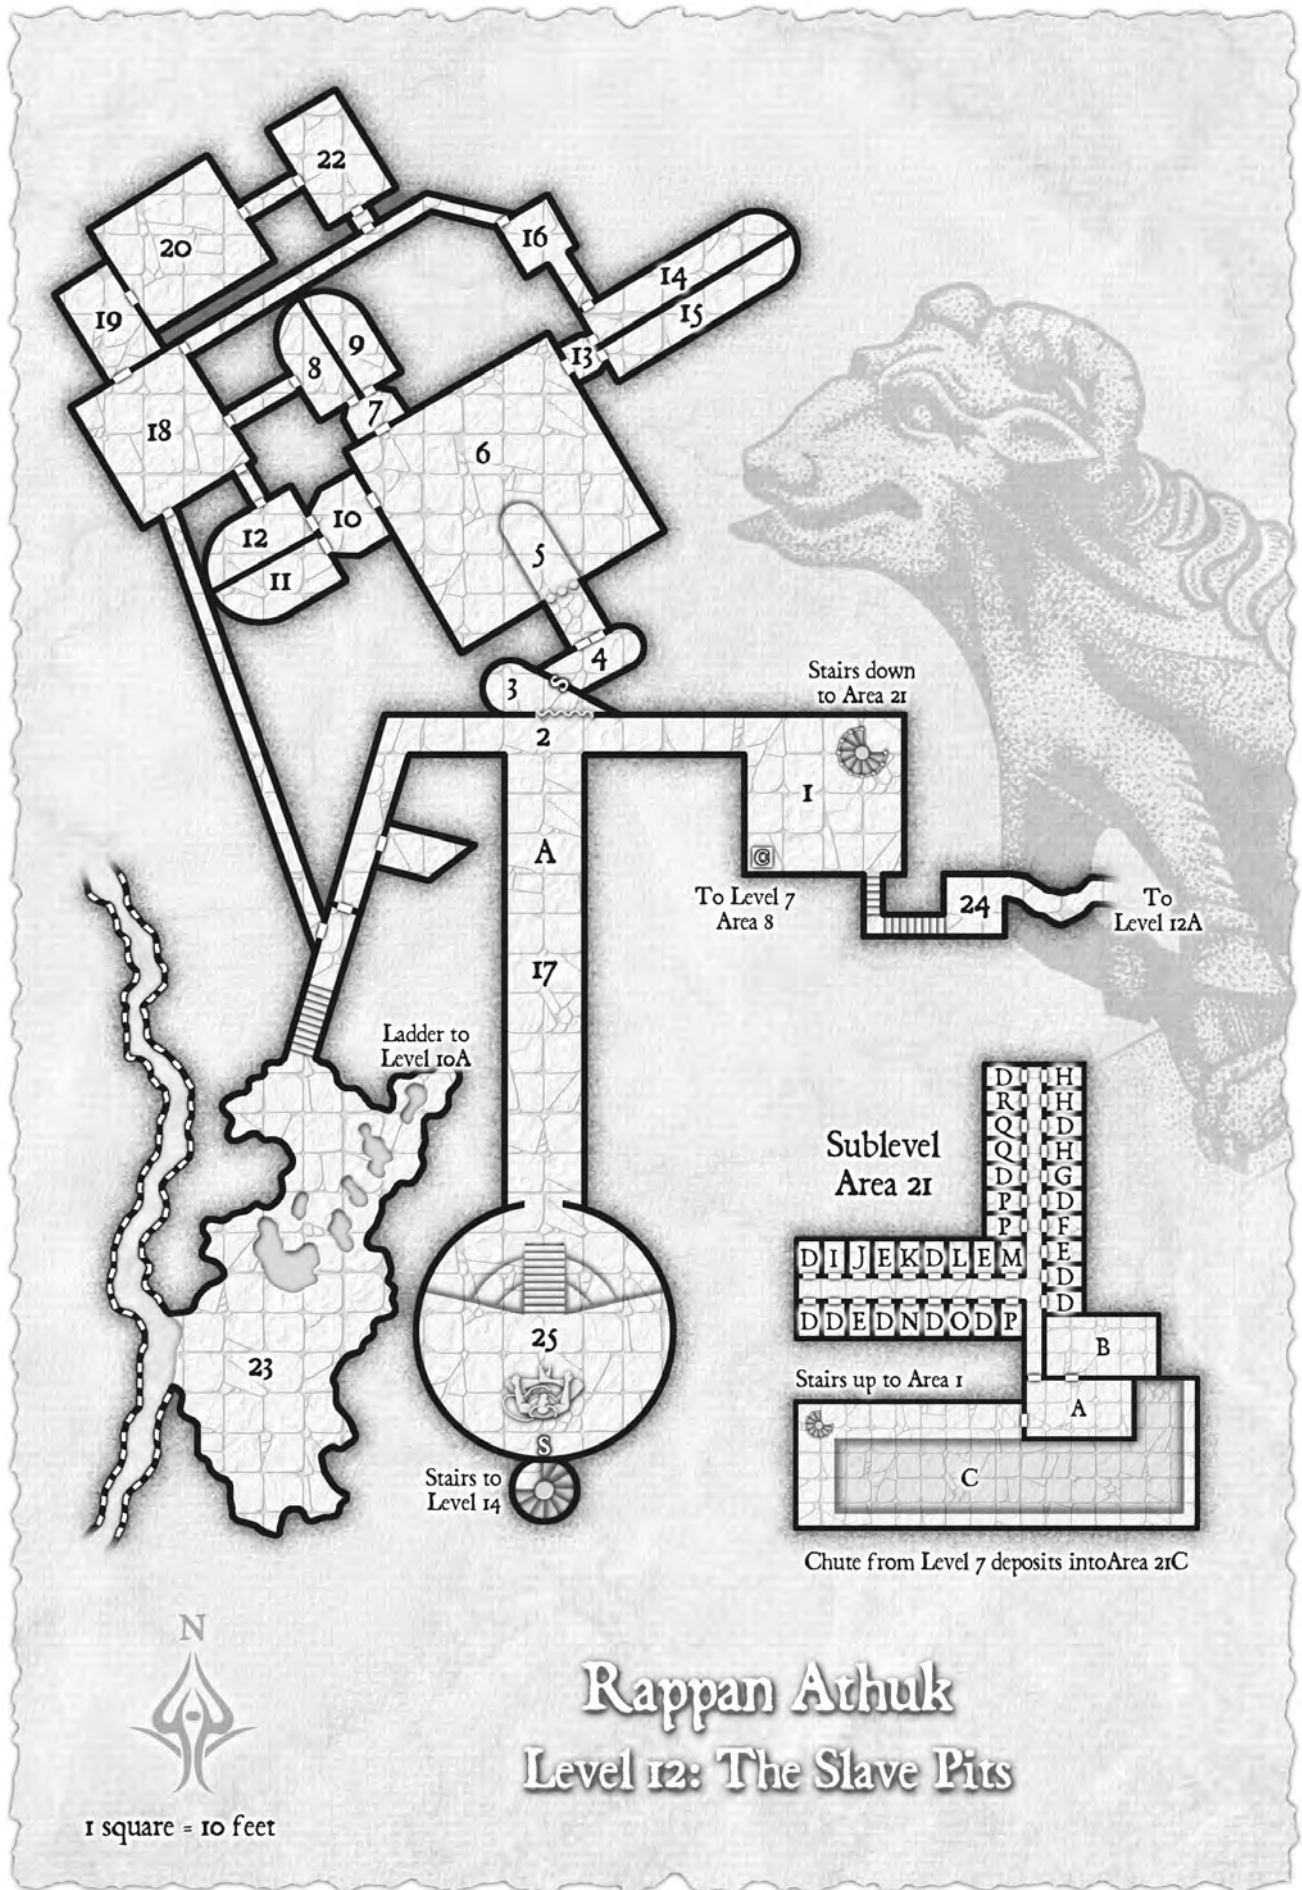 22
20
16
14
19
15
9
13
8
7
18
6
10
12
5
11
4
3
S
Stairs down
to Area 21
2
1
A
C
To Level 7
Area 8
24
To
Level 12A
17
Ladder to
Level 10A
Sublevel
Area 21
D H
R H
Q D
Q H
D G
P D
P F
D I J E K D L E M E
D
D D E D N D O D P D
B
25
23
Stairs up to Area 1
A
S
C
Stairs to
Level 14
Chute from Level 7 deposits intoArea 21C
N
Rappan Athuk
Level 12: The Slave Pits
1 square = 10 feet